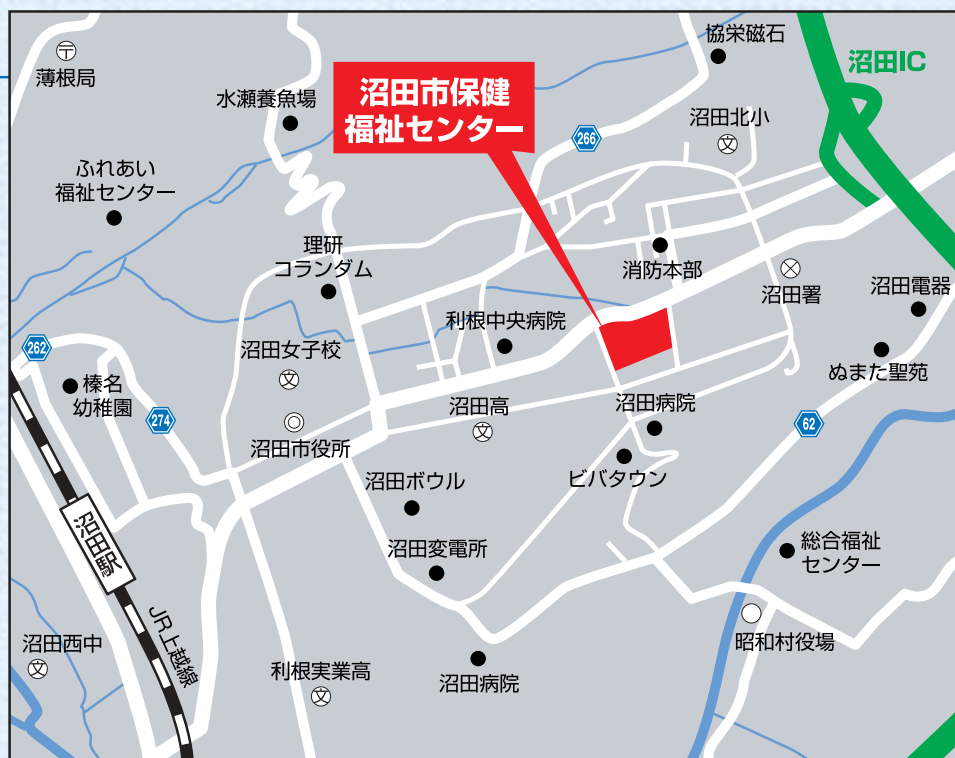 協栄磁石
沼田IC
〒
薄根局
水瀬養魚場
沼田市保健
福祉センター
266
沼田北小
文
ふれあい
福祉センター
理研
コランダム
消防本部
沼田署
沼田電器
利根中央病院
262
沼田女子校
文
ぬまた聖苑
榛名
幼稚園
274
沼田市役所
沼田高
文
沼田病院
62
ビバタウン
沼田ボウル
沼田駅
沼田変電所
総合福祉
センター
JR上越線
沼田西中
文
昭和村役場
利根実業高
文
沼田病院